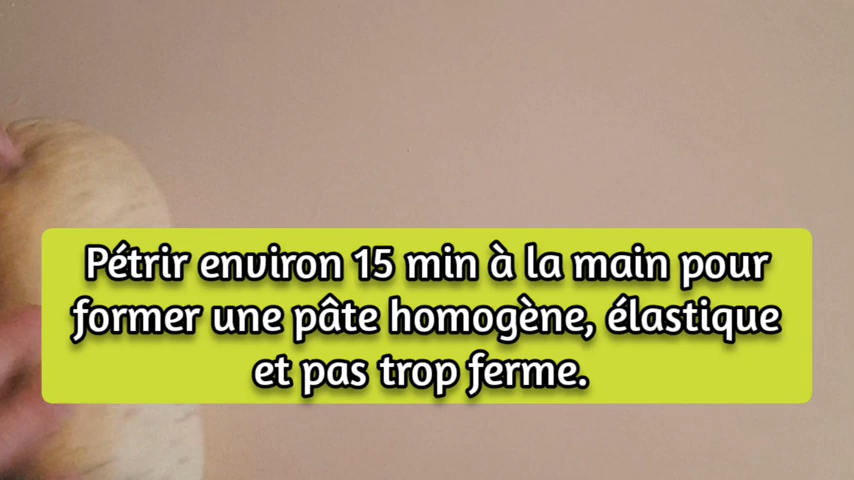 Pétrir environ 15 min à la main pour
former une pâte homogène, élastique
et pas trop ferme.